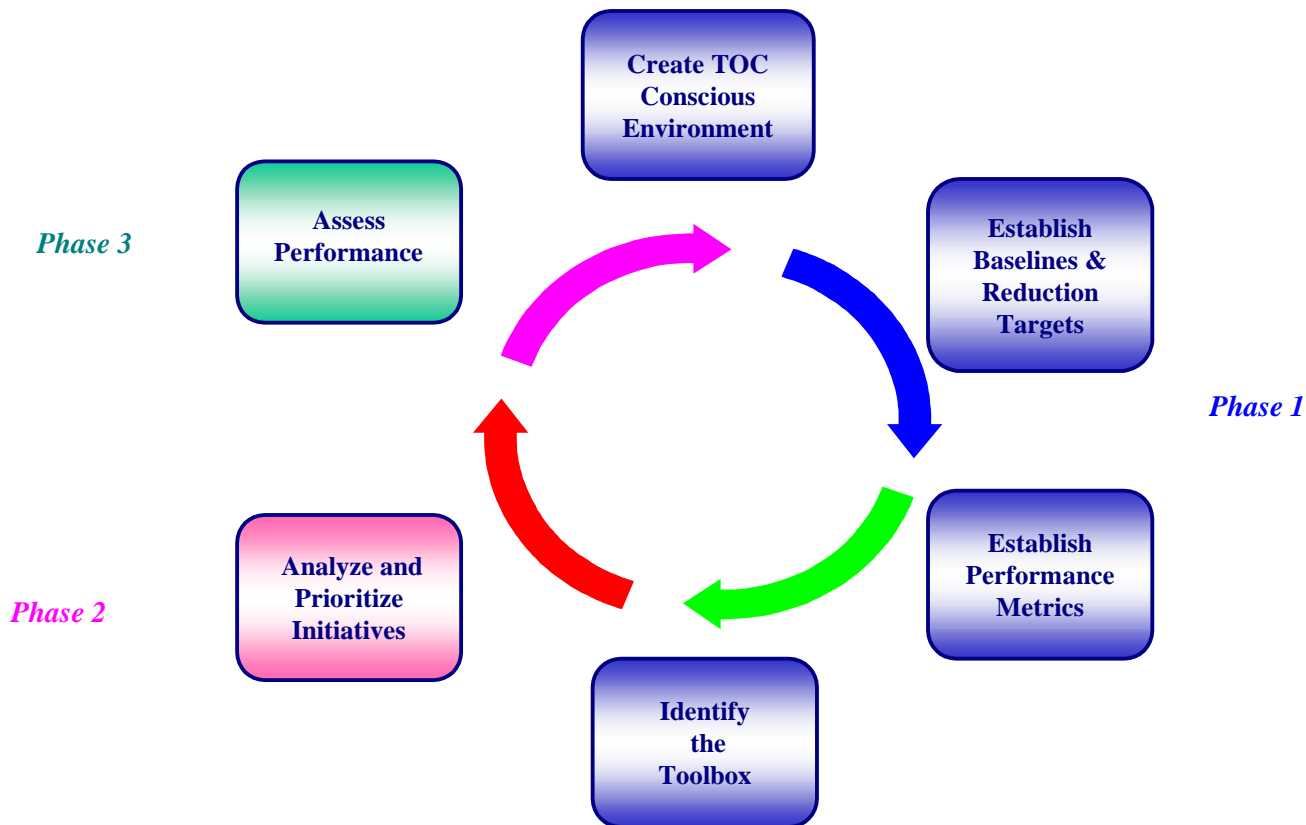 Create TOC
Conscious
Environment
Establish
Baselines &
Reduction
Targets
Phase 1
Establish
Performance
Metrics
Identify
the
Toolbox
Analyze and
Prioritize
Initiatives
Phase 2
Assess
Performance
Phase 3